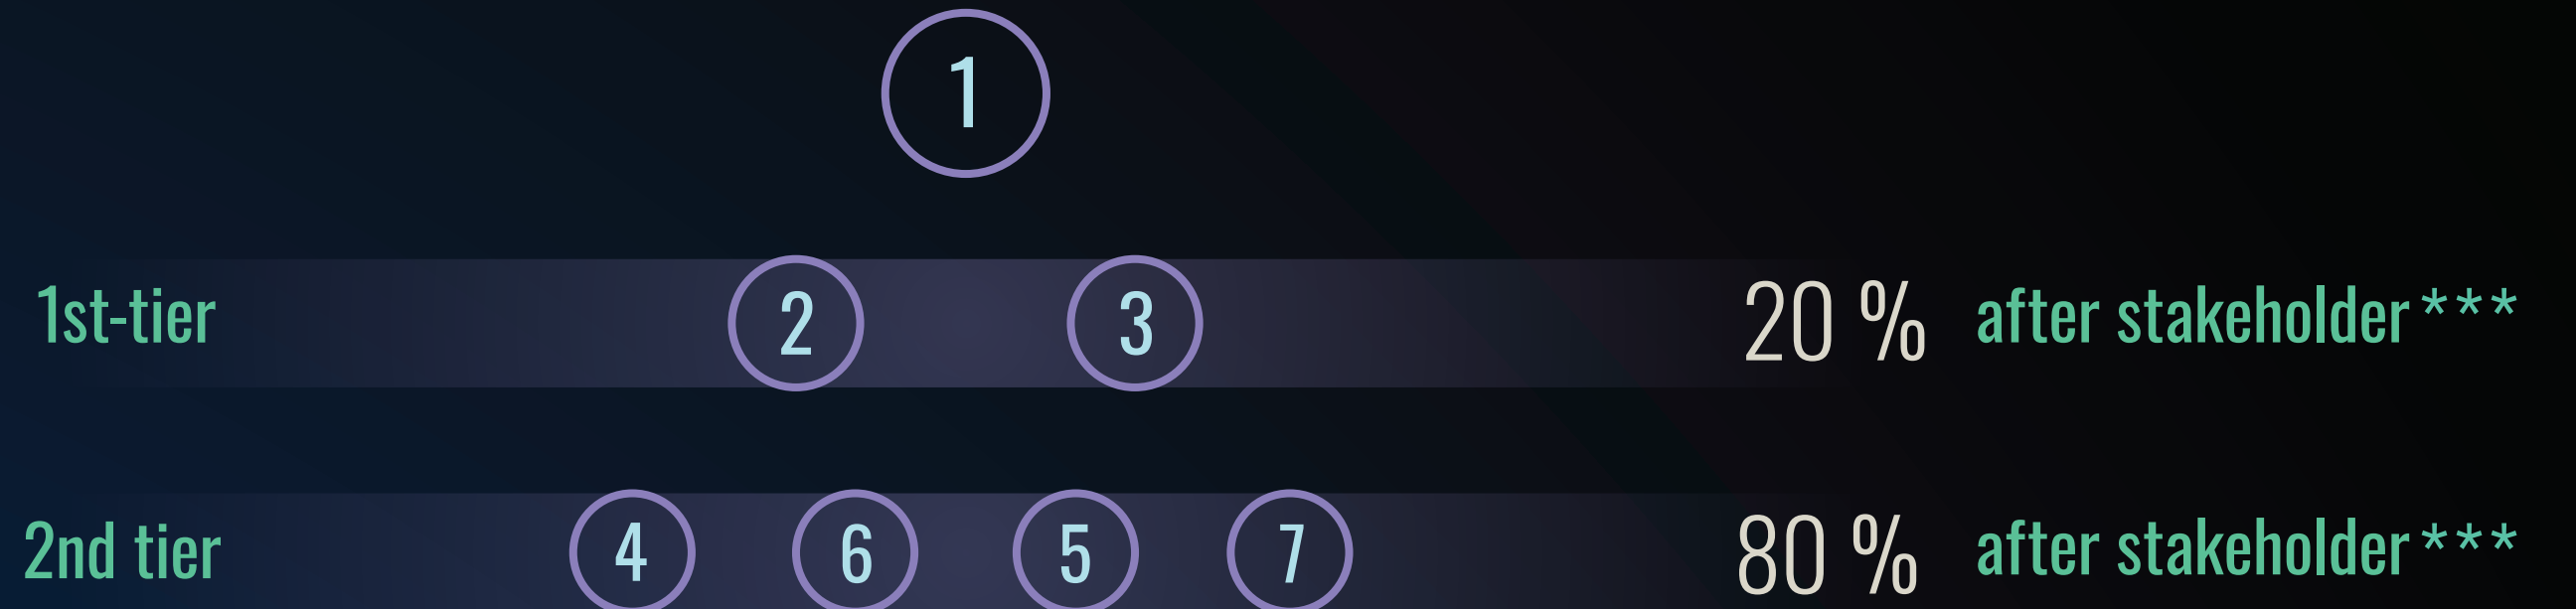 1
1st-tier 2 3 20 % after stakeholder***
2nd tier 4 6 5 7 80 % after stakeholder***